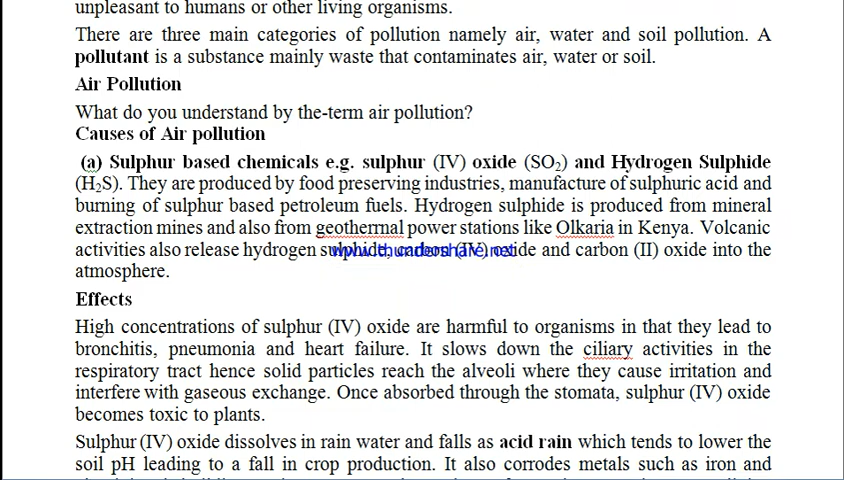 unpleasant to humans or other living organisms.
There are three main categories of pollution namely air, water and soil pollution. A
pollutant is a substance mainly waste that contaminates air, water or soil.
Air Pollution
What do you understand by the-term air pollution?
Causes of Air pollution
(a) Sulphur based chemicals e.g. sulphur (IV) oxide (SO₂) and Hydrogen Sulphide
(H₂S). They are produced by food preserving industries, manufacture of sulphuric acid and
burning of sulphur based petroleum fuels. Hydrogen sulphide is produced from mineral
extraction mines and also from geothermal power stations like Olkaria in Kenya. Volcanic
activities also release hydrogen sulphide, carbon (IV) oxide and carbon (II) oxide into the
www.thundershare.net
atmosphere.
Effects
High concentrations of sulphur (IV) oxide are harmful to organisms in that they lead to
bronchitis, pneumonia and heart failure. It slows down the ciliary activities in the
respiratory tract hence solid particles reach the alveoli where they cause irritation and
interfere with gaseous exchange. Once absorbed through the stomata, sulphur (IV) oxide
becomes toxic to plants.
Sulphur (IV) oxide dissolves in rain water and falls as acid rain which tends to lower the
soil pH leading to a fall in crop production. It also corrodes metals such as iron and